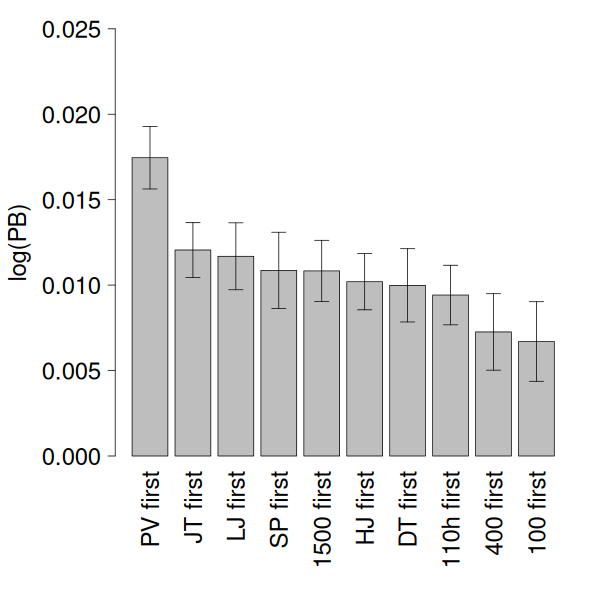 0.025
0.020
0.015
0.010
0.005
0.000
log(PB)
PV first
JT first
LJ first
SP first
1500 first
HJ first
DT first
110h first
400 first
100 first